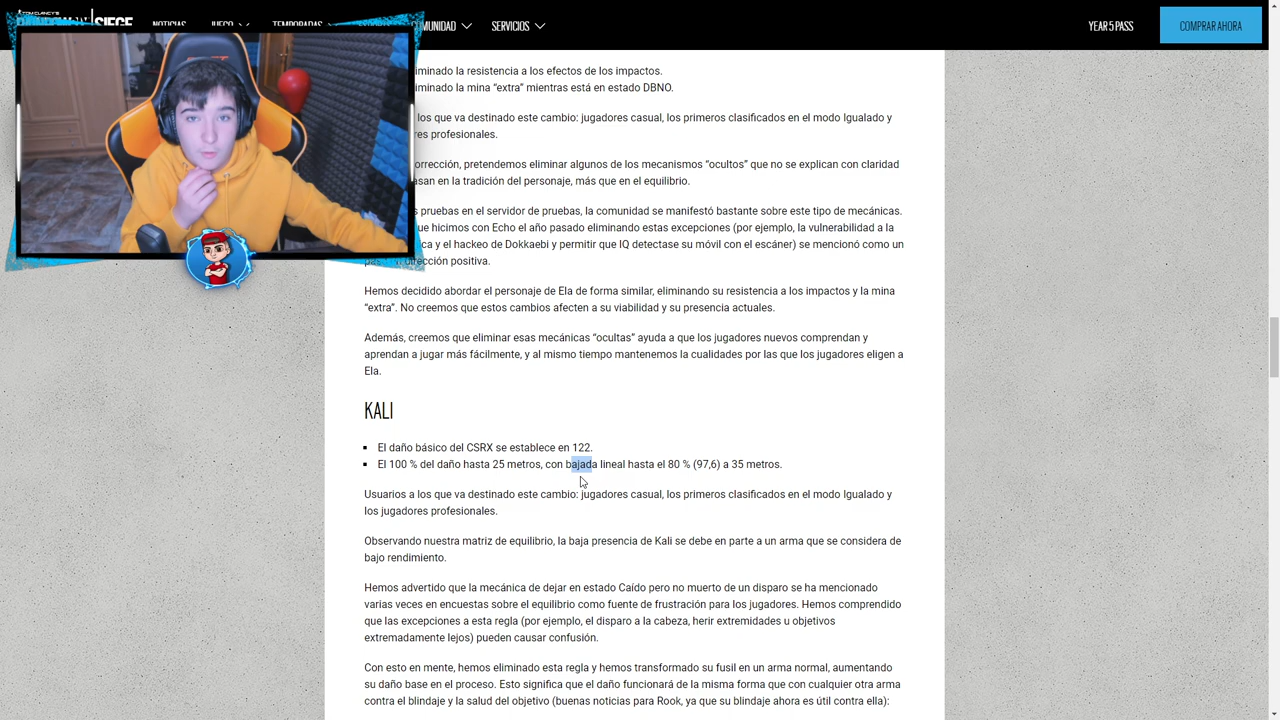 TOM CLANCY'S
SIEGE
NOTICIAS
JUEGO
TEMPORADAS
SERVICIOS
YEAR 5 PASS
COMPRAR AHORA
la resistencia a los efectos de los impactos.
la mina “extra” mientras está en estado DBNO.
los que va destinado este cambio: jugadores casual, los primeros clasificados en el modo Igualado y
profesionales.
pretendemos eliminar algunos de los mecanismos “ocultos” que no se explican con claridad
en la tradición del personaje, más que en el equilibrio.
pruebas en el servidor de pruebas, la comunidad se manifestó bastante sobre este tipo de mecánicas.
hicimos con Echo el año pasado eliminando estas excepciones (por ejemplo, la vulnerabilidad a la
y el hackeo de Dokkaebi y permitir que IQ detectase su móvil con el escáner) se mencionó como un
dirección positiva.
Hemos decidido abordar el personaje de Ela de forma similar, eliminando su resistencia a los impactos y la mina
“extra”. No creemos que estos cambios afecten a su viabilidad y su presencia actuales.
Además, creemos que eliminar esas mecánicas “ocultas” ayuda a que los jugadores nuevos comprendan y
aprendan a jugar más fácilmente, y al mismo tiempo mantenemos la cualidades por las que los jugadores eligen a
Ela.
KALI
▪ El daño básico del CSRX se establece en 122.
▪ El 100 % del daño hasta 25 metros, con bajada lineal hasta el 80 % (97,6) a 35 metros.
Usuarios a los que va destinado este cambio: jugadores casual, los primeros clasificados en el modo Igualado y
los jugadores profesionales.
Observando nuestra matriz de equilibrio, la baja presencia de Kali se debe en parte a un arma que se considera de
bajo rendimiento.
Hemos advertido que la mecánica de dejar en estado Caído pero no muerto de un disparo se ha mencionado
varias veces en encuestas sobre el equilibrio como fuente de frustración para los jugadores. Hemos comprendido
que las excepciones a esta regla (por ejemplo, el disparo a la cabeza, herir extremidades u objetivos
extremadamente lejos) pueden causar confusión.
Con esto en mente, hemos eliminado esta regla y hemos transformado su fusil en un arma normal, aumentando
su daño base en el proceso. Esto significa que el daño funcionará de la misma forma que con cualquier otra arma
contra el blindaje y la salud del objetivo (buenas noticias para Rook, ya que su blindaje ahora es útil contra ella):